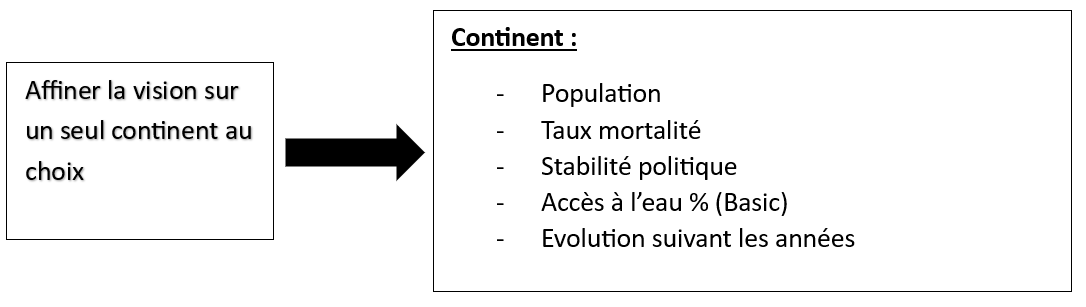 Affiner la vision sur
un seul continent au
choix
Continent :
- Population
- Taux mortalité
- Stabilité politique
- Accès à l’eau % (Basic)
- Evolution suivant les années